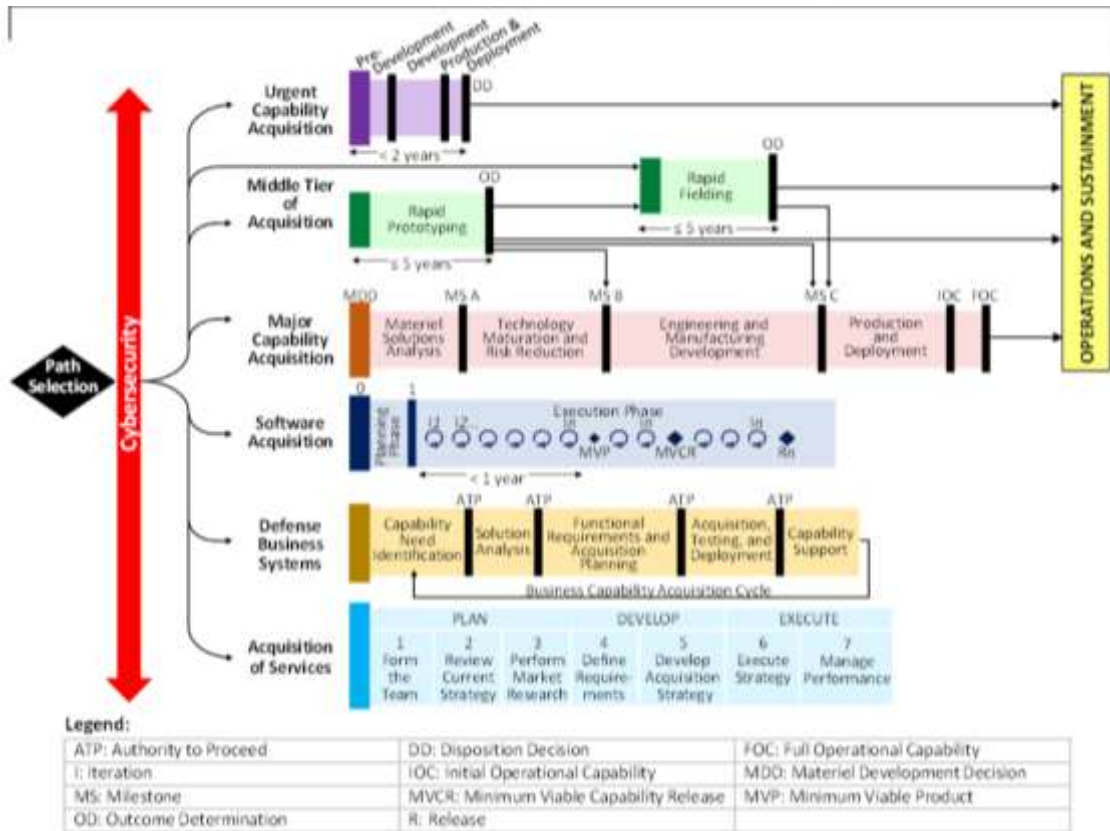 Pre-
Development
Development
Production &
Deployment
Urgent
Capability
Acquisition
DD
< 2 years
Middle Tier
of
Acquisition
Rapid
Prototyping
OD
≤ 5 years
Rapid
Fielding
OD
≤ 5 years
OPERATIONS AND SUSTAINMENT
Path
Selection
Cybersecurity
Major
Capability
Acquisition
MDD
MS A
MS B
MS C
IOC
FOC
Materiel
Solutions
Analysis
Technology
Maturation and
Risk Reduction
Engineering and
Manufacturing
Development
Production
and
Deployment
Software
Acquisition
0
1
Planning
Phase
Execution Phase
I2...
MVP
MVCR
Rn
< 1 year
Defense
Business
Systems
ATP
ATP
ATP
ATP
Capability
Need
Identification
Solution
Analysis
Functional
Requirements and
Acquisition
Planning
Acquisition,
Testing, and
Deployment
Capability
Support
Business Capability Acquisition Cycle
Acquisition
of Services
PLAN DEVELOP EXECUTE
1
Form
the
Team
2
Review
Current
Strategy
3
Perform
Market
Research
4
Define
Require-
ments
5
Develop
Acquisition
Strategy
6
Execute
Strategy
7
Manage
Performance
Legend:
ATP: Authority to Proceed DD: Disposition Decision FOC: Full Operational Capability
I: Iteration IOC: Initial Operational Capability MDD: Materiel Development Decision
MS: Milestone MVCR: Minimum Viable Capability Release MVP: Minimum Viable Product
OD: Outcome Determination R: Release